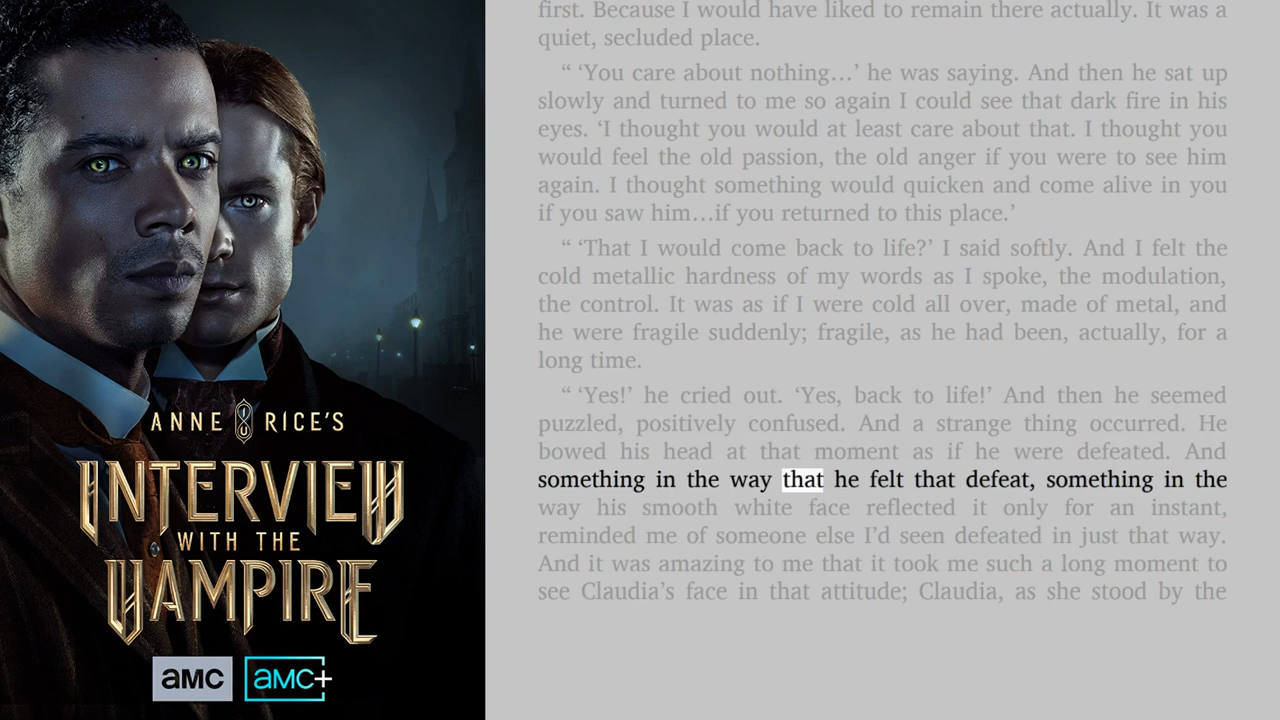 ANNE RICE'S
INTERVIEW
WITH THE
VAMPIRE
amc
amc+
first. Because I would have liked to remain there actually. It was a
quiet, secluded place.
“ ‘You care about nothing…’ he was saying. And then he sat up
slowly and turned to me so again I could see that dark fire in his
eyes. ‘I thought you would at least care about that. I thought you
would feel the old passion, the old anger if you were to see him
again. I thought something would quicken and come alive in you
if you saw him…if you returned to this place.’
“ ‘That I would come back to life?’ I said softly. And I felt the
cold metallic hardness of my words as I spoke, the modulation,
the control. It was as if I were cold all over, made of metal, and
he were fragile suddenly; fragile, as he had been, actually, for a
long time.
“ ‘Yes!’ he cried out. ‘Yes, back to life!’ And then he seemed
puzzled, positively confused. And a strange thing occurred. He
bowed his head at that moment as if he were defeated. And
something in the way that he felt that defeat, something in the
way his smooth white face reflected it only for an instant,
reminded me of someone else I’d seen defeated in just that way.
And it was amazing to me that it took me such a long moment to
see Claudia’s face in that attitude; Claudia, as she stood by the